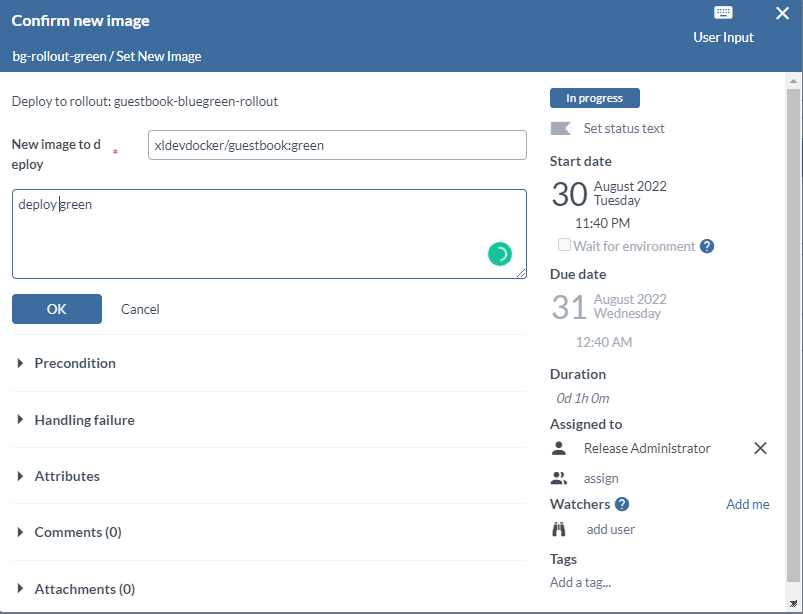 Confirm new image
User Input
bg-rollout-green / Set New Image
Deploy to rollout: guestbook-bluegreen-rollout
New image to d
eploy
*
xldevdocker/guestbook:green
deploy green
OK
Cancel
Precondition
Handling failure
Attributes
Comments (0)
Attachments (0)
In progress
Set status text
Start date
30
August 2022
Tuesday
11:40 PM
Wait for environment ?
Due date
31
August 2022
Wednesday
12:40 AM
Duration
0d 1h 0m
Assigned to
Release Administrator
assign
Watchers ? Add me
add user
Tags
Add a tag...